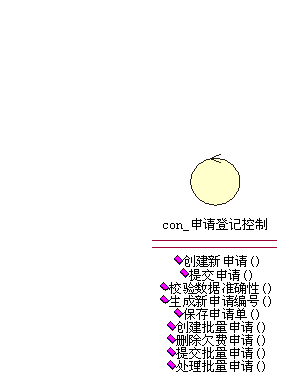 con_申请登记控制
创建新申请()
提交申请()
校验数据准确性()
生成新申请编号()
保存申请单()
创建批量申请()
删除欠费申请()
提交批量申请()
处理批量申请()